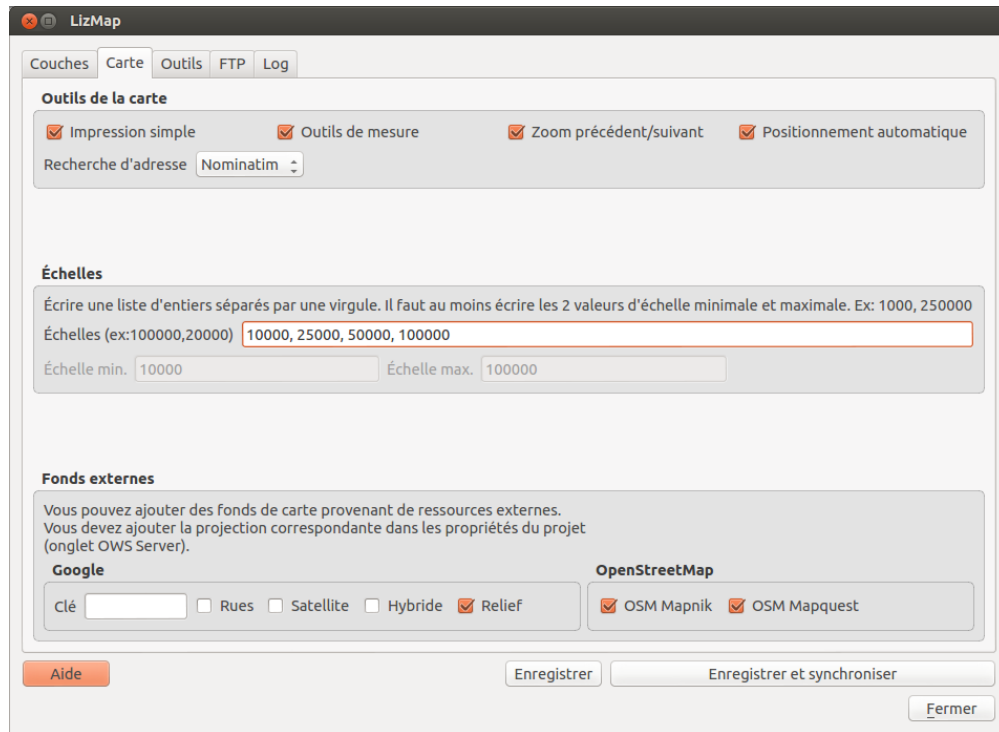 LizMap
Couches Carte Outils FTP Log
Outils de la carte
Impression simple Outils de mesure Zoom précédent/suivant Positionnement automatique
Recherche d'adresse Nominatim
Échelles
Écrire une liste d'entiers séparés par une virgule. Il faut au moins écrire les 2 valeurs d'échelle minimale et maximale. Ex: 1000, 250000
Échelles (ex:100000,20000) 10000, 25000, 50000, 100000
Échelle min. 10000 Échelle max. 100000
Fonds externes
Vous pouvez ajouter des fonds de carte provenant de ressources externes.
Vous devez ajouter la projection correspondante dans les propriétés du projet
(onglet OWS Server).
Google OpenStreetMap
Clé Rues Satellite Hybride Relief OSM Mapnik OSM Mapquest
Aide Enregistrer Enregistrer et synchroniser
Fermer